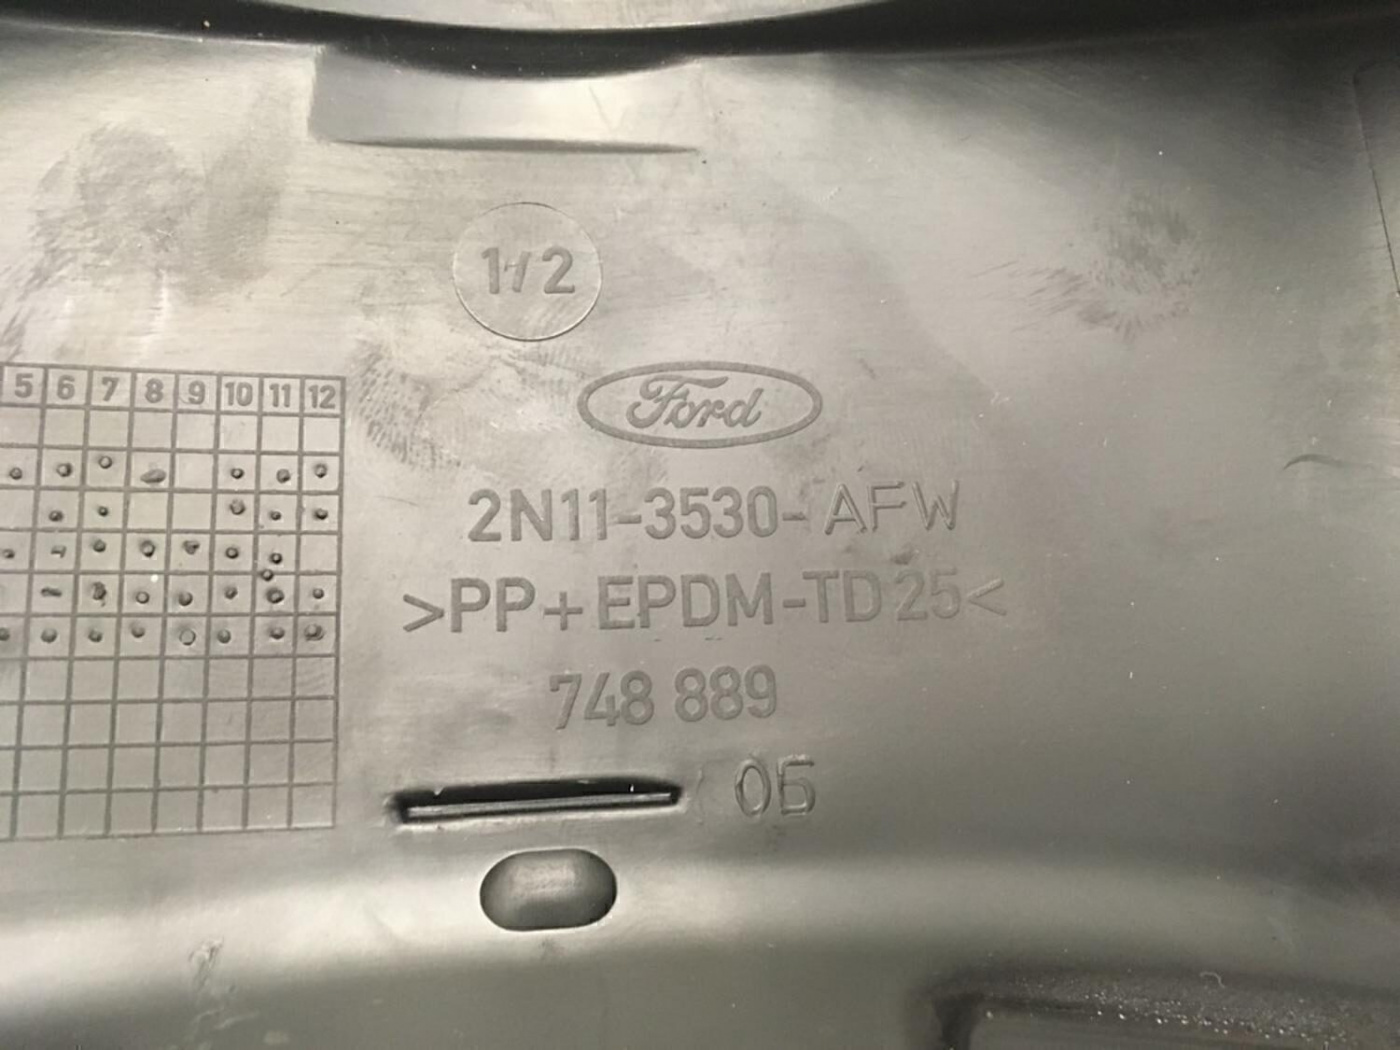 1/2
5 6 7 8 9 10 11 12
Ford
2N11-3530-AFW
>PP+EPDM-TD25<
748 889
06